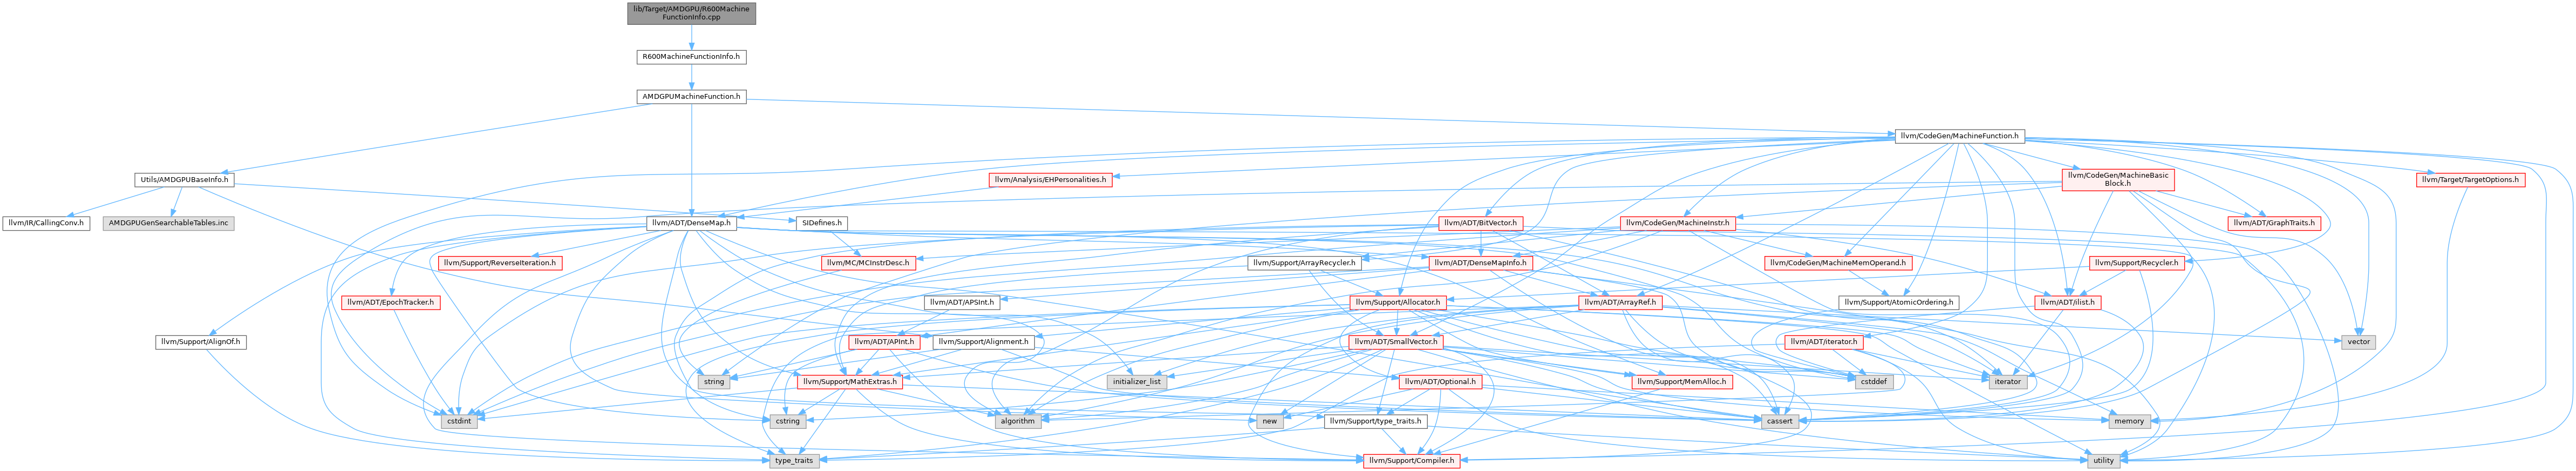 lib/Target/AMDGPU/R600Machine
FunctionInfo.cpp
R600MachineFunctionInfo.h
AMDGPUMachineFunction.h
llvm/CodeGen/MachineFunction.h
Utils/AMDGPUBaseInfo.h
llvm/Analysis/EHPersonalities.h
llvm/CodeGen/MachineBasic
Block.h
llvm/Target/TargetOptions.h
llvm/IR/CallingConv.h
AMDGPUGenSearchableTables.inc
llvm/ADT/DenseMap.h
SIDefines.h
llvm/ADT/BitVector.h
llvm/CodeGen/MachineInstr.h
llvm/ADT/GraphTraits.h
llvm/Support/ReverseIteration.h
llvm/MC/MCInstrDesc.h
llvm/Support/ArrayRecycler.h
llvm/ADT/DenseMapInfo.h
llvm/CodeGen/MachineMemOperand.h
llvm/Support/Recycler.h
llvm/ADT/EpochTracker.h
llvm/ADT/APSInt.h
llvm/Support/Allocator.h
llvm/ADT/ArrayRef.h
llvm/Support/AtomicOrdering.h
llvm/ADT/ilist.h
llvm/Support/AlignOf.h
llvm/ADT/APInt.h
llvm/Support/Alignment.h
llvm/ADT/SmallVector.h
llvm/ADT/iterator.h
vector
string
llvm/Support/MathExtras.h
initializer_list
llvm/ADT/Optional.h
llvm/Support/MemAlloc.h
cstddef
iterator
cstdint
cstring
algorithm
new
llvm/Support/type_traits.h
cassert
memory
type_traits
llvm/Support/Compiler.h
utility